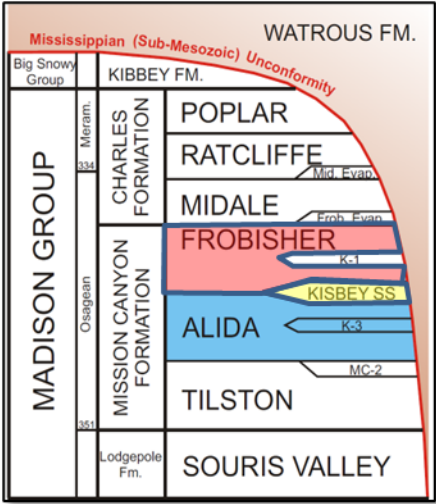 WATROUS FM.
Mississippian (Sub-Mesozoic) Unconformity
Big Snowy
Group
KIBBEY FM.
MADISON GROUP
Meram.
334
Osagean
351
CHARLES
FORMATION
MISSION CANYON
FORMATION
Lodgepole
Fm.
POPLAR
RATCLIFFE
Mid. Evap.
MIDALE
Frob. Evap.
FROBISHER
K-1
KISBEY SS
ALIDA
K-3
MC-2
TILSTON
SOURIS VALLEY